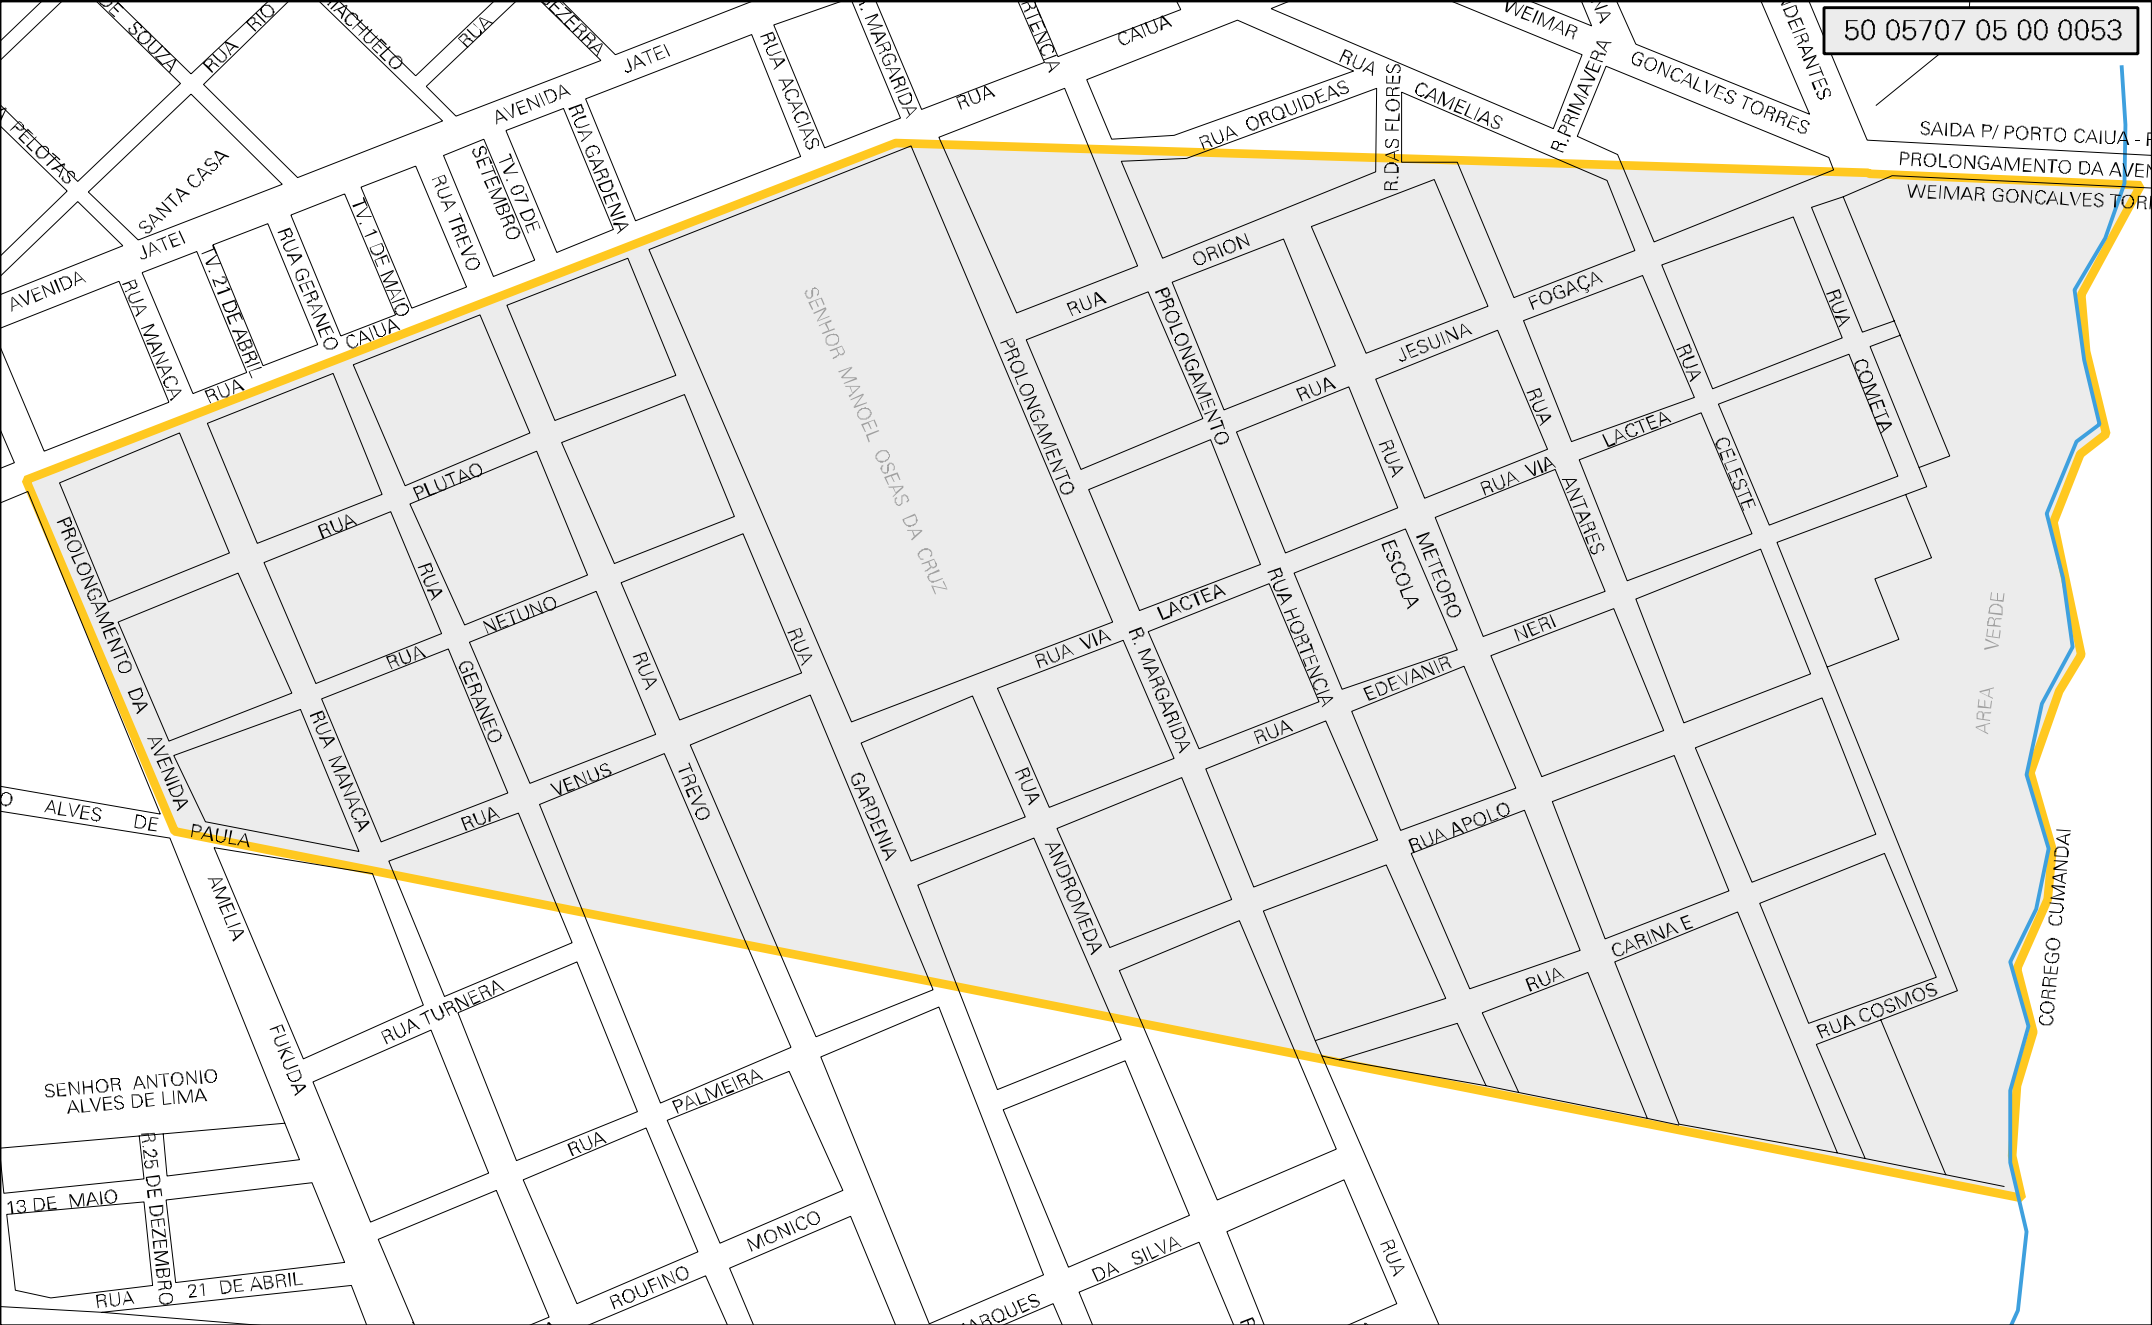 50 05707 05 00 0053
DE SOUZA
RUA RIO
RUA
JATEI
RUA ACACIAS
RUA
CAIUA
RUA
WEIMAR
GONCALVES TORRES
R.PRIMAVERA
R.DAS FLORES
CAMELIAS
RUA ORQUIDEAS
SAIDA P/ PORTO CAIUA -
PROLONGAMENTO DA
WEIMAR GONCALVES
PELOTAS
SANTA CASA
AVENIDA
RUA GARDENIA
TV. 07 DE
SETEMBRO
RUA TREVO
TV. 1 DE MAIO
RUA GERANEO
TV. 21 DE ABRIL
JATEI
AVENIDA
RUA MANACA
RUA
CAIUA
SENHOR MANOEL OSEAS DA CRUZ
ORION
RUA
PROLONGAMENTO
PROLONGAMENTO
FOGAÇA
JESUINA
RUA
RUA
RUA
RUA
RUA
COMETA
LACTEA
RUA VIA
CELESTE
ANTARES
METEORO
ESCOLA
PLUTAO
RUA
RUA
NETUNO
RUA
GERANEO
RUA
RUA
PROLONGAMENTO DA AVENIDA
RUA MANACA
LACTEA
RUA VIA
R. MARGARIDA
RUA HORTENCIA
NERI
EDEVANIR
RUA
AREA VERDE
VENUS
RUA
TREVO
GARDENIA
RUA
ANDROMEDA
RUA APOLO
CARINA E
RUA
RUA COSMOS
CORREGO CUMANDAI
ALVES DE PAULA
AMELIA
FUKUDA
RUA TURNERA
PALMEIRA
RUA
SENHOR ANTONIO
ALVES DE LIMA
R.25 DE DEZEMBRO
13 DE MAIO
RUA
21 DE ABRIL
MONICO
ROUFINO
DA SILVA
RUA